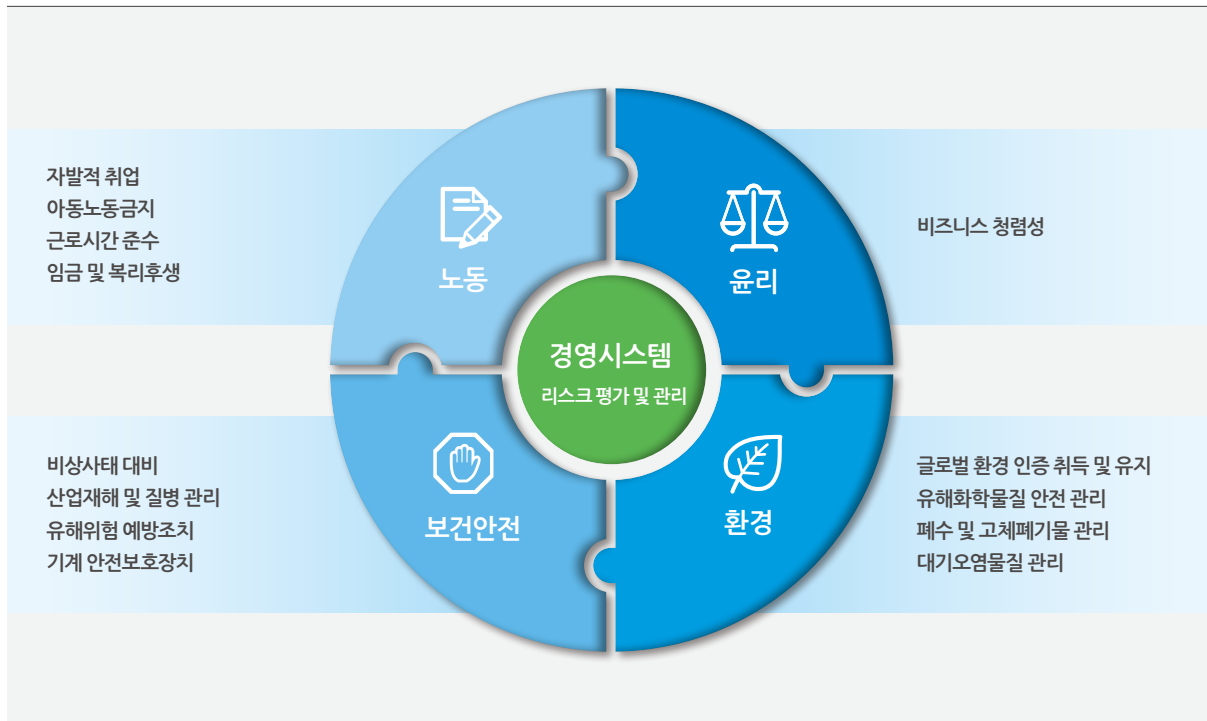 자발적 취업
아동노동금지
근로시간 준수
임금 및 복리후생
노동
윤리
비즈니스 청렴성
경영시스템
리스크 평가 및 관리
비상사태 대비
산업재해 및 질병 관리
유해위험 예방조치
기계 안전보호장치
보건안전
환경
글로벌 환경 인증 취득 및 유지
유해화학물질 안전 관리
폐수 및 고체폐기물 관리
대기오염물질 관리